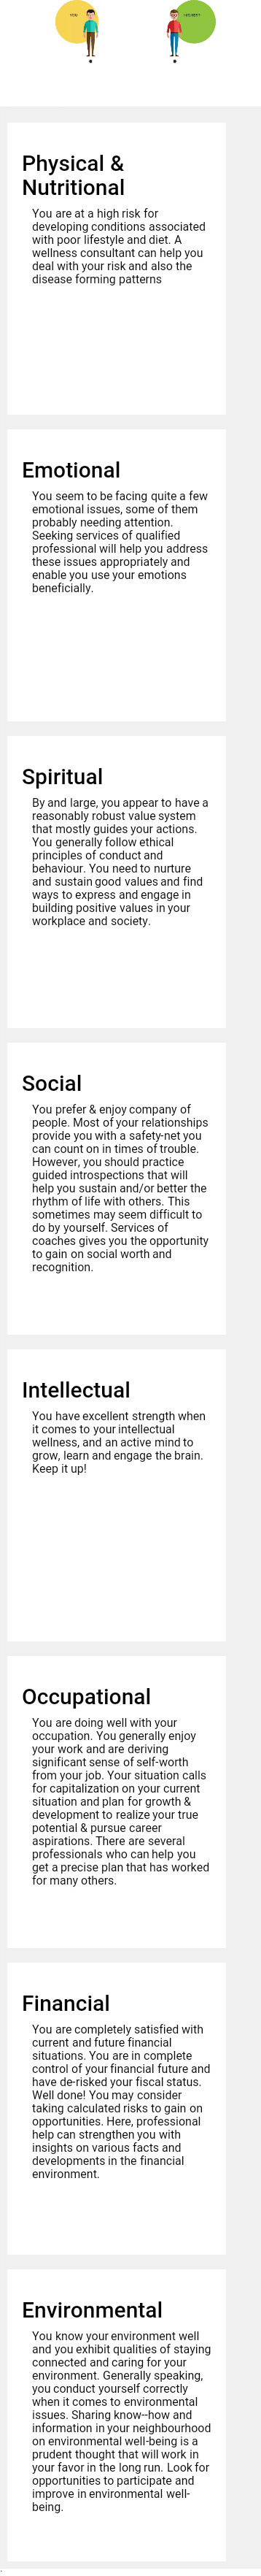 Physical &
Nutritional
You are at a high risk for
developing conditions associated
with poor lifestyle and diet. A
wellness consultant can help you
deal with your risk and also the
disease forming patterns
Emotional
You seem to be facing quite a few
emotional issues, some of them
probably needing attention.
Seeking services of qualified
professional will help you address
these issues appropriately and
enable you use your emotions
beneficially.
Spiritual
By and large, you appear to have a
reasonably robust value system
that mostly guides your actions.
You generally follow ethical
principles of conduct and
behaviour. You need to nurture
and sustain good values and find
ways to express and engage in
building positive values in your
workplace and society.
Social
You prefer & enjoy company of
people. Most of your relationships
provide you with a safety-net you
can count on in times of trouble.
However, you should practice
guided introspections that will
help you sustain and/or better the
rhythm of life with others. This
sometimes may seem difficult to
do by yourself. Services of
coaches gives you the opportunity
to gain on social worth and
recognition.
Intellectual
You have excellent strength when
it comes to your intellectual
wellness, and an active mind to
grow, learn and engage the brain.
Keep it up!
Occupational
You are doing well with your
occupation. You generally enjoy
your work and are deriving
significant sense of self-worth
from your job. Your situation calls
for capitalization on your current
situation and plan for growth &
development to realize your true
potential & pursue career
aspirations. There are several
professionals who can help you
get a precise plan that has worked
for many others.
Financial
You are completely satisfied with
current and future financial
situations. You are in complete
control of your financial future and
have de-risked your fiscal status.
Well done! You may consider
taking calculated risks to gain on
opportunities. Here, professional
help can strengthen you with
insights on various facts and
developments in the financial
environment.
Environmental
You know your environment well
and you exhibit qualities of staying
connected and caring for your
environment. Generally speaking,
you conduct yourself correctly
when it comes to environmental
issues. Sharing know--how and
information in your neighbourhood
on environmental well-being is a
prudent thought that will work in
your favor in the long run. Look for
opportunities to participate and
improve in environmental well-
being.